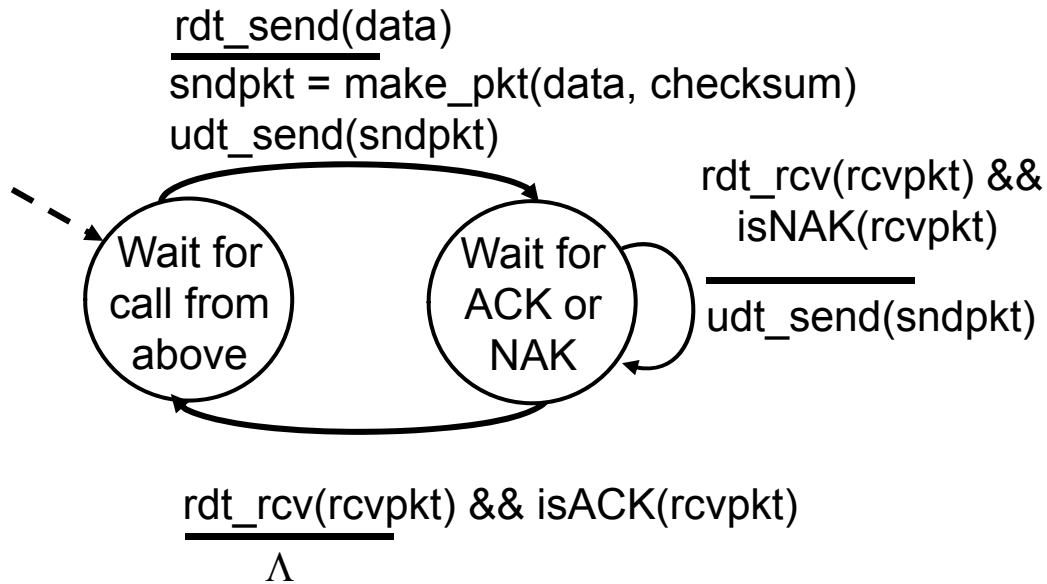 rdt_send(data)
sndpkt = make_pkt(data, checksum)
udt_send(sndpkt)
Wait for
call from
above
Wait for
ACK or
NAK
rdt_rcv(rcvpkt) &&
isNAK(rcvpkt)
udt_send(sndpkt)
rdt_rcv(rcvpkt) && isACK(rcvpkt)
Λ